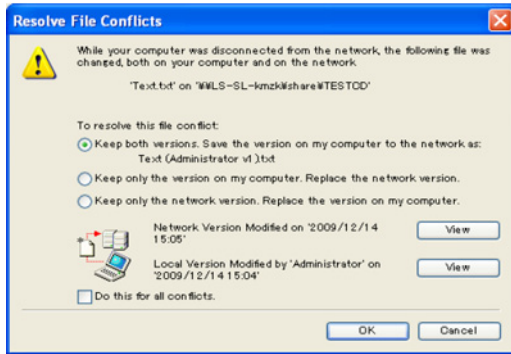 Resolve File Conflicts
While your computer was disconnected from the network, the following file was
changed, both on your computer and on the network
'Text.txt' on '¥¥LS-SL-kmzk¥share¥TESTOD'
To resolve this file conflict:
Keep both versions. Save the version on my computer to the network as:
Text (Administrator v1 ).txt
Keep only the version on my computer. Replace the network version.
Keep only the network version. Replace the version on my computer.
Network Version Modified on '2009/12/14
15:05'
View
Local Version Modified by 'Administrator' on
'2009/12/14 15:04'
View
Do this for all conflicts.
OK
Cancel